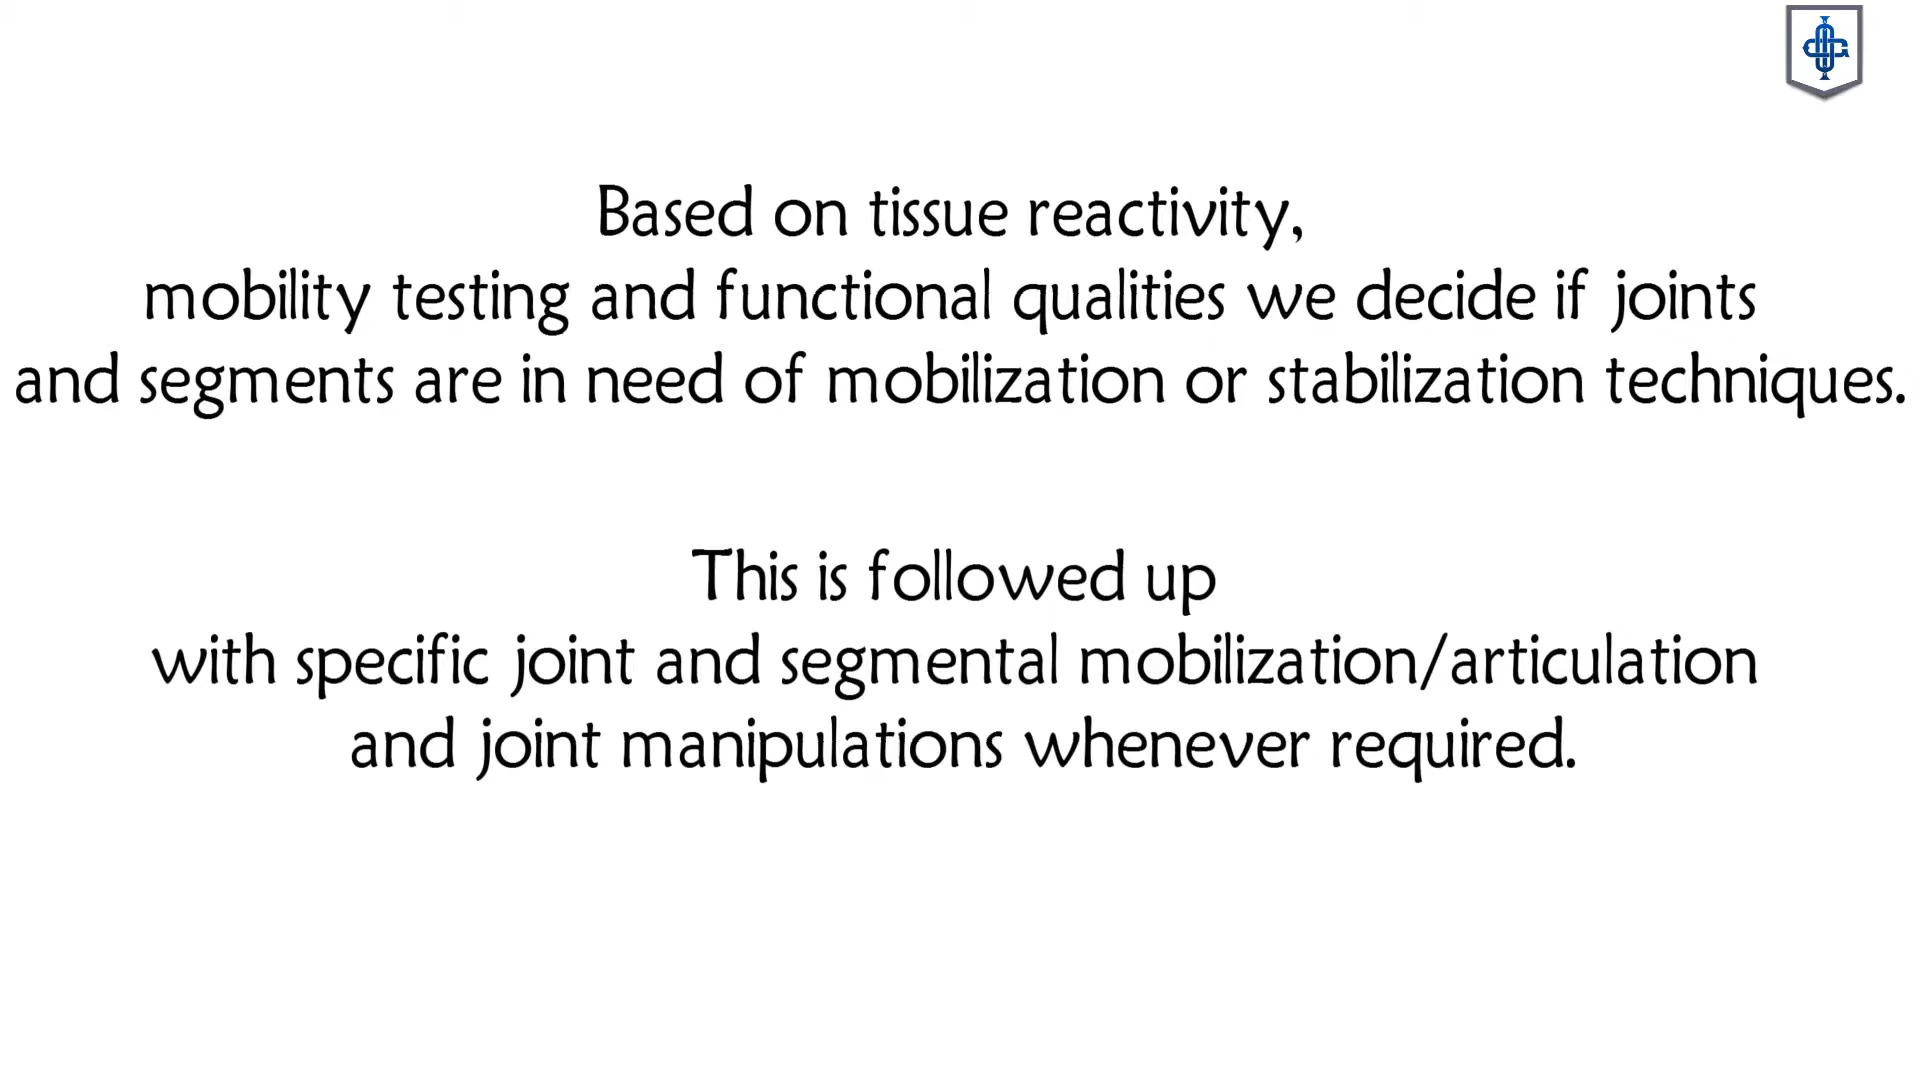 Based on tissue reactivity,
mobility testing and functional qualities we decide if joints
and segments are in need of mobilization or stabilization techniques.
This is followed up
with specific joint and segmental mobilization/articulation
and joint manipulations whenever required.